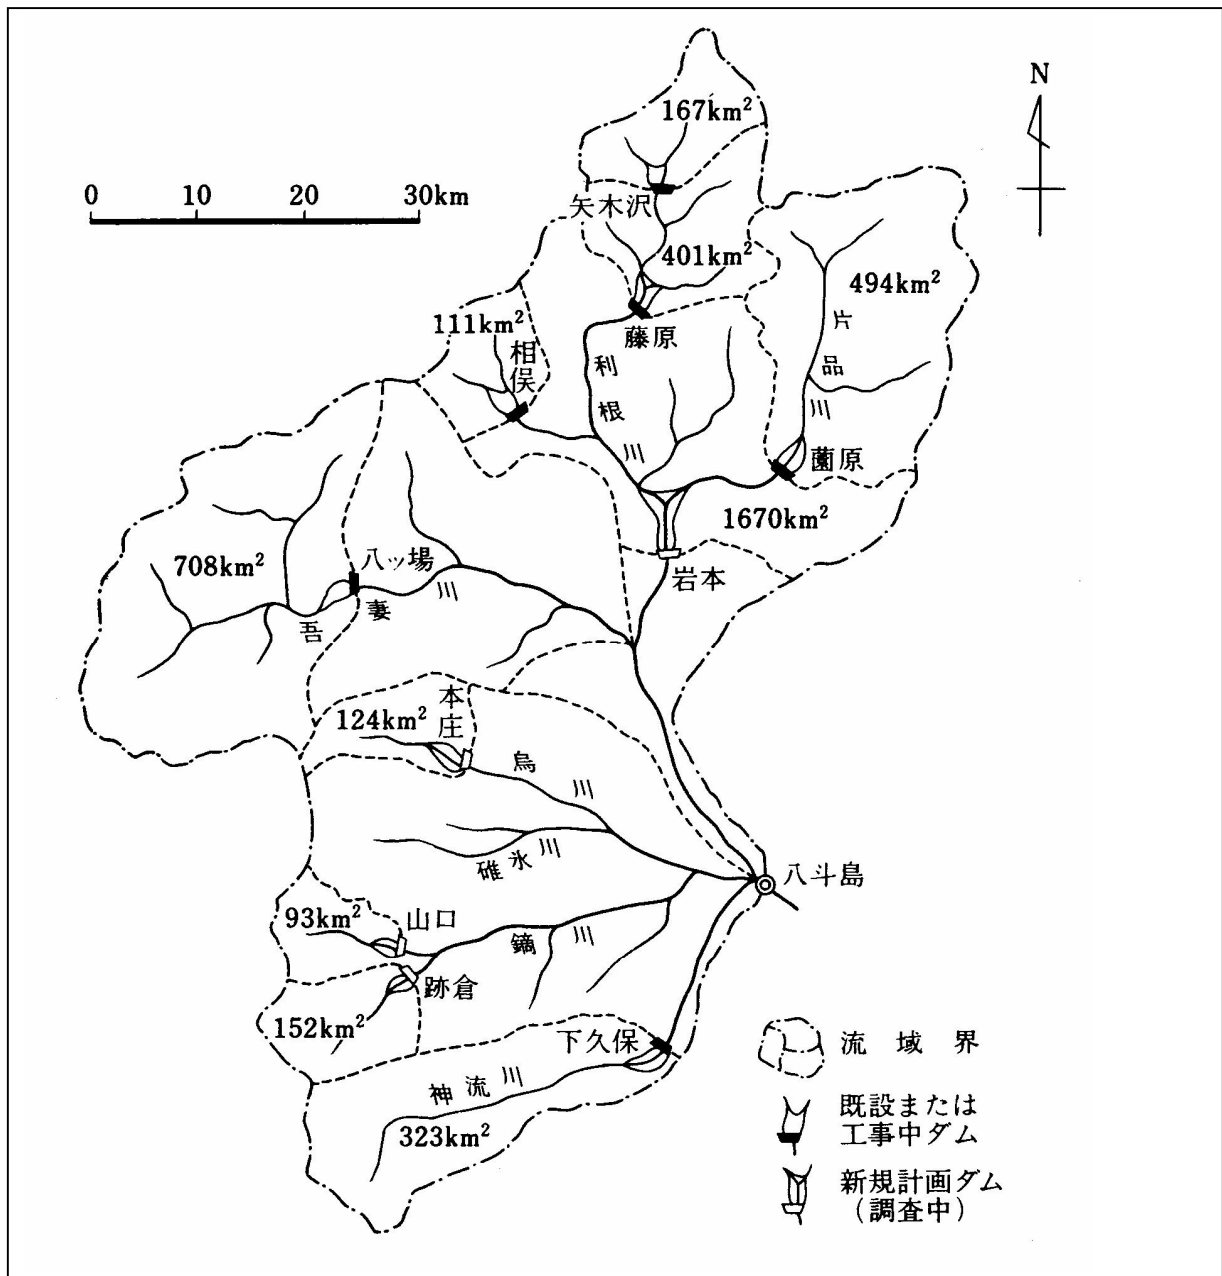 N
167km²
0 10 20 30km
矢木沢
401km²
494km²
片品川
111km²
相俣
藤原
利根川
薗原
1670km²
岩本
708km²
八ッ場
吾妻川
本庄
124km²
烏川
碓氷川
八斗島
93km²
山口
鏑川
跡倉
152km²
下久保
神流川
323km²
流域界
既設または
工事中ダム
新規計画ダム
(調査中)